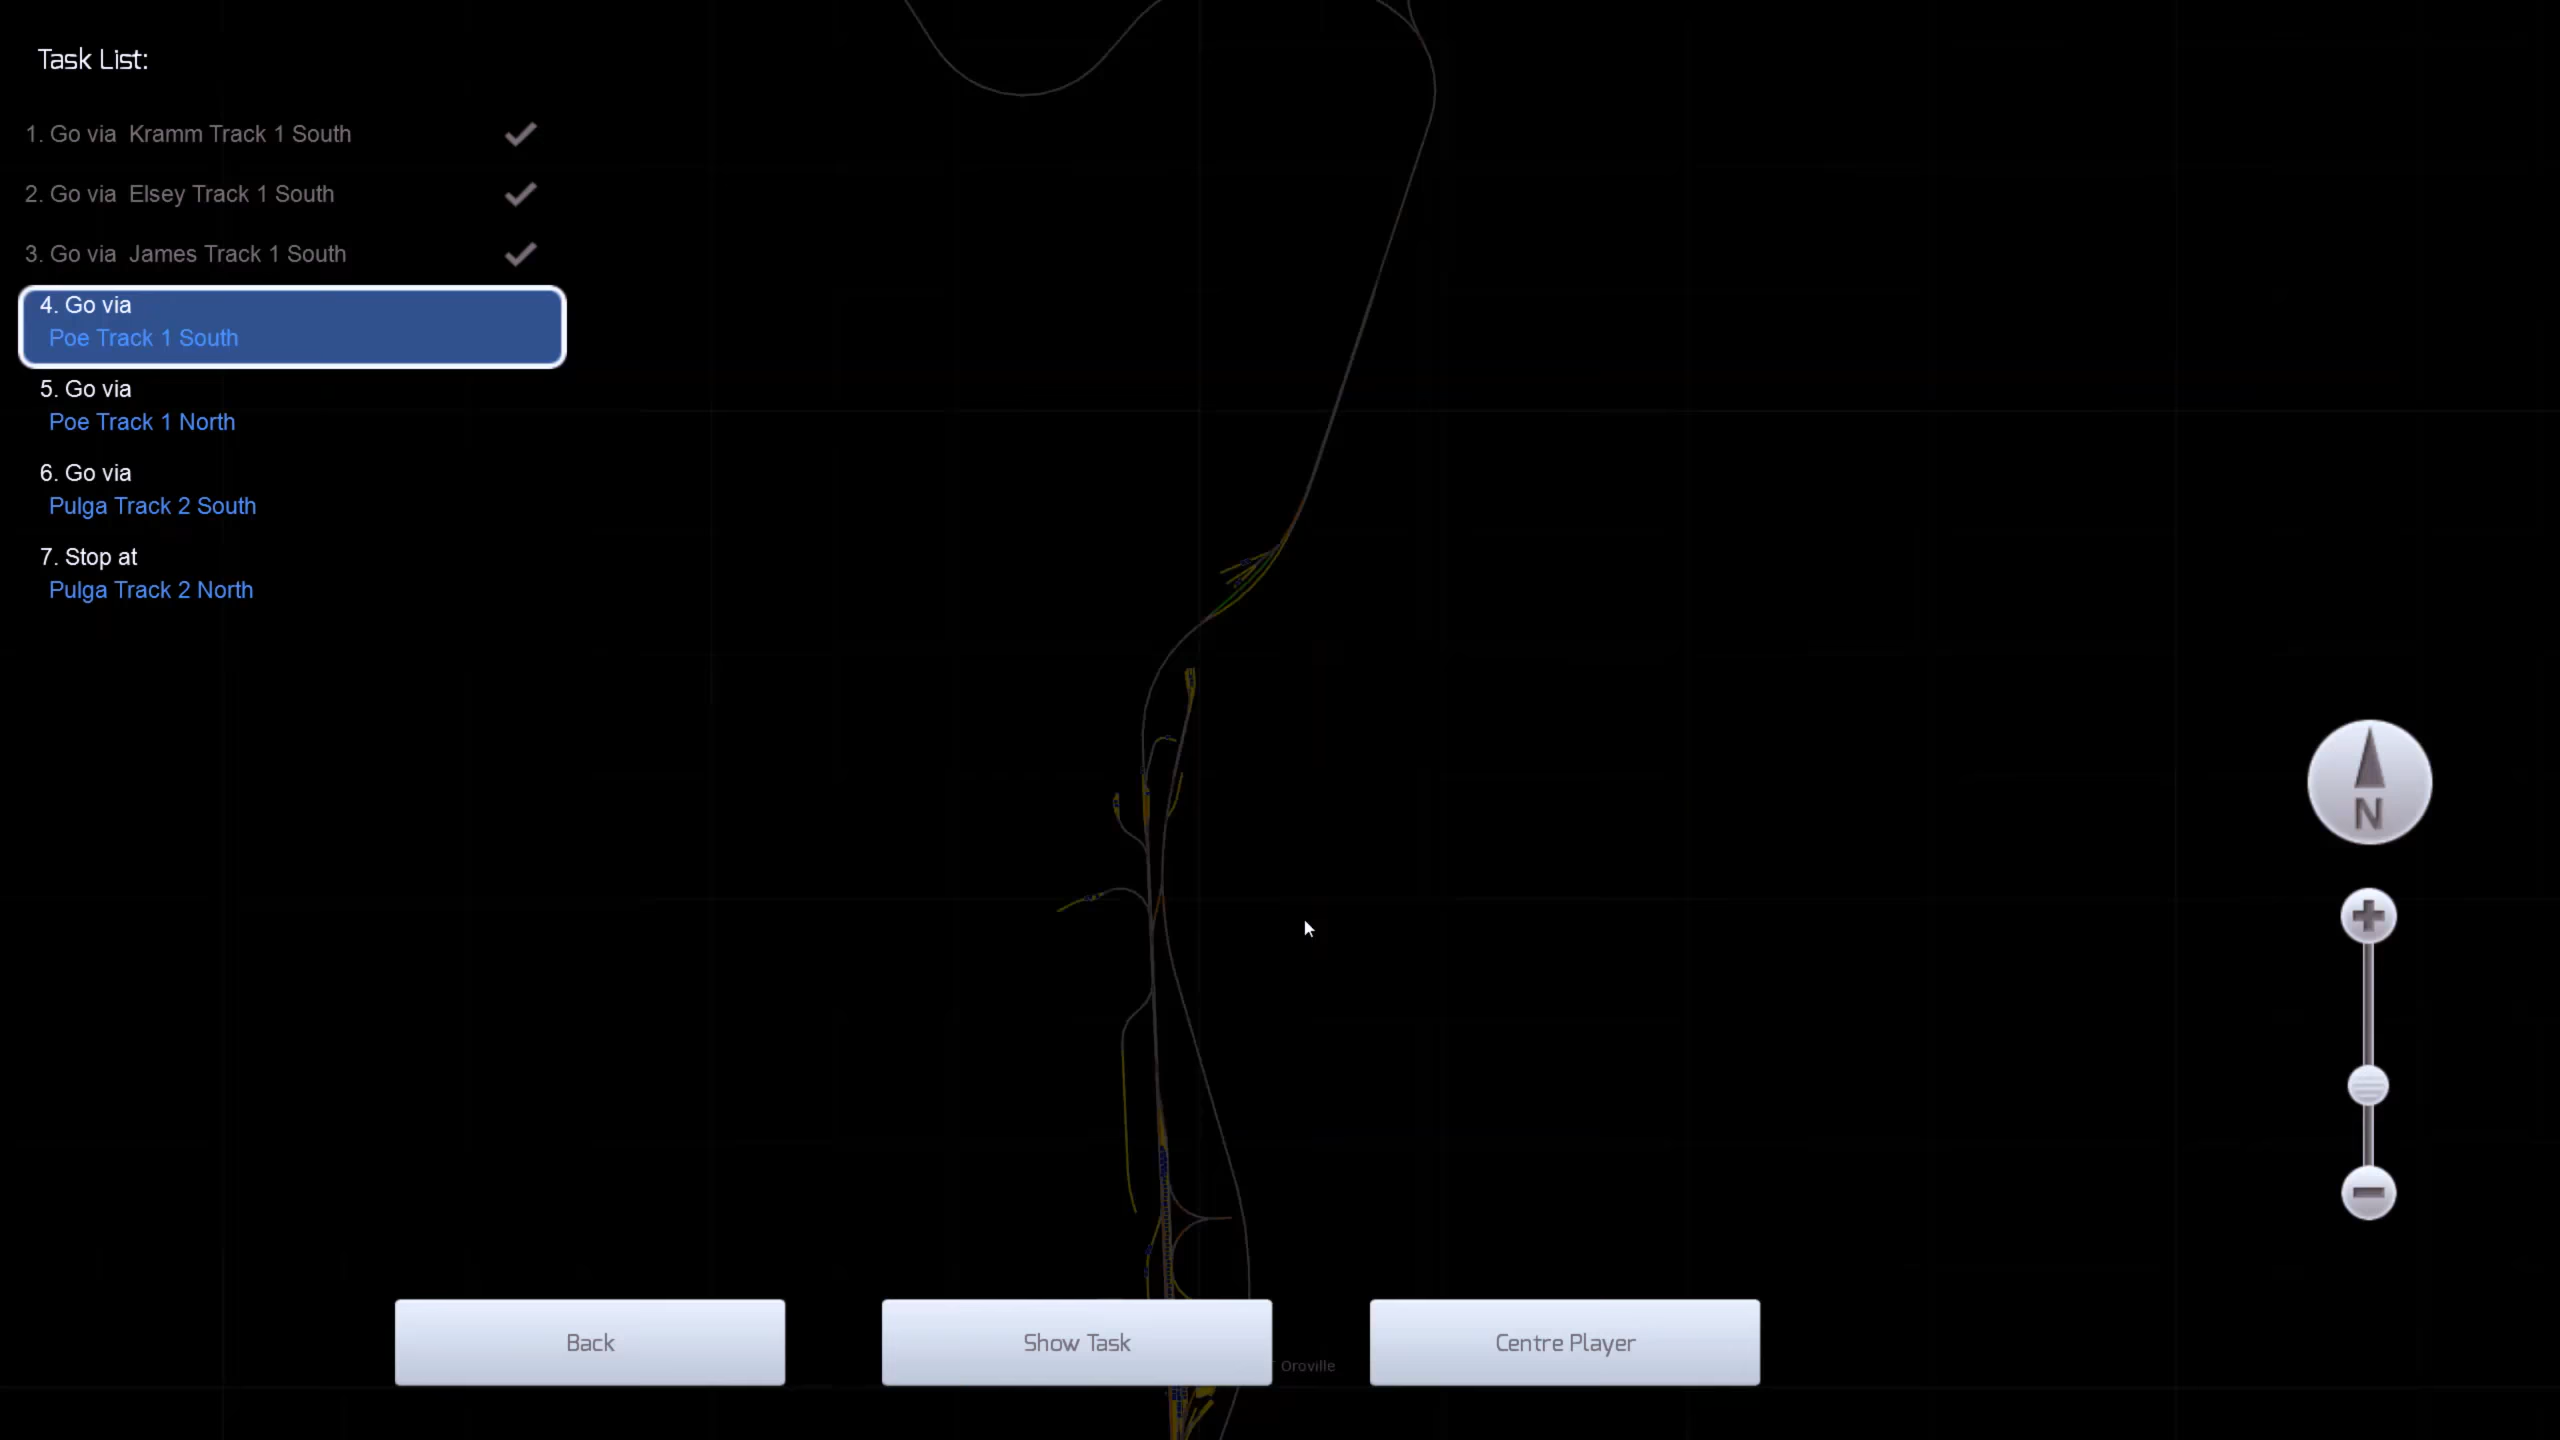 Task List:
1. Go via Kramm Track 1 South
2. Go via Elsey Track 1 South
3. Go via James Track 1 South
4. Go via
Poe Track 1 South
5. Go via
Poe Track 1 North
6. Go via
Pulga Track 2 South
7. Stop at
Pulga Track 2 North
N
Back
Show Task
Centre Player
Oroville